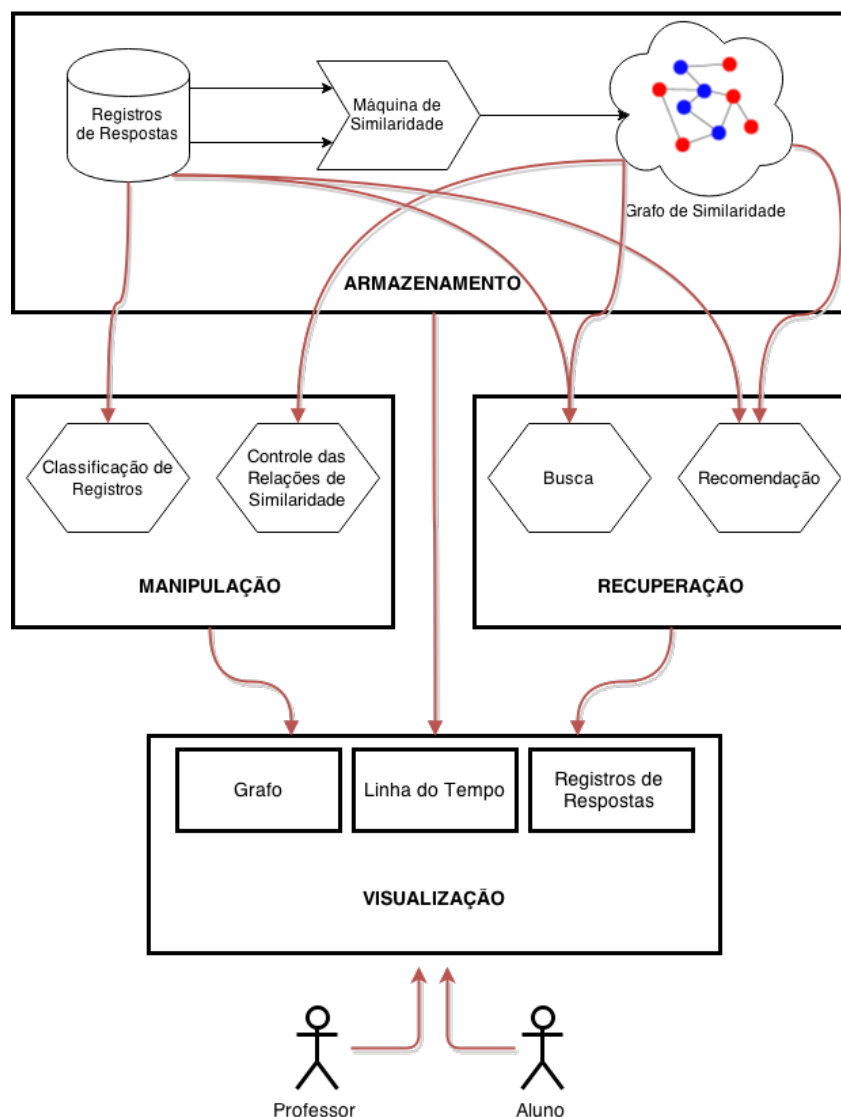 Registros
de Respostas
Máquina de
Similaridade
Grafo de Similaridade
ARMAZENAMENTO
Classificação de
Registros
Controle das
Relações de
Similaridade
MANIPULAÇÃO
Busca
Recomendação
RECUPERAÇÃO
Grafo
Linha do Tempo
Registros de
Respostas
VISUALIZAÇÃO
Professor
Aluno